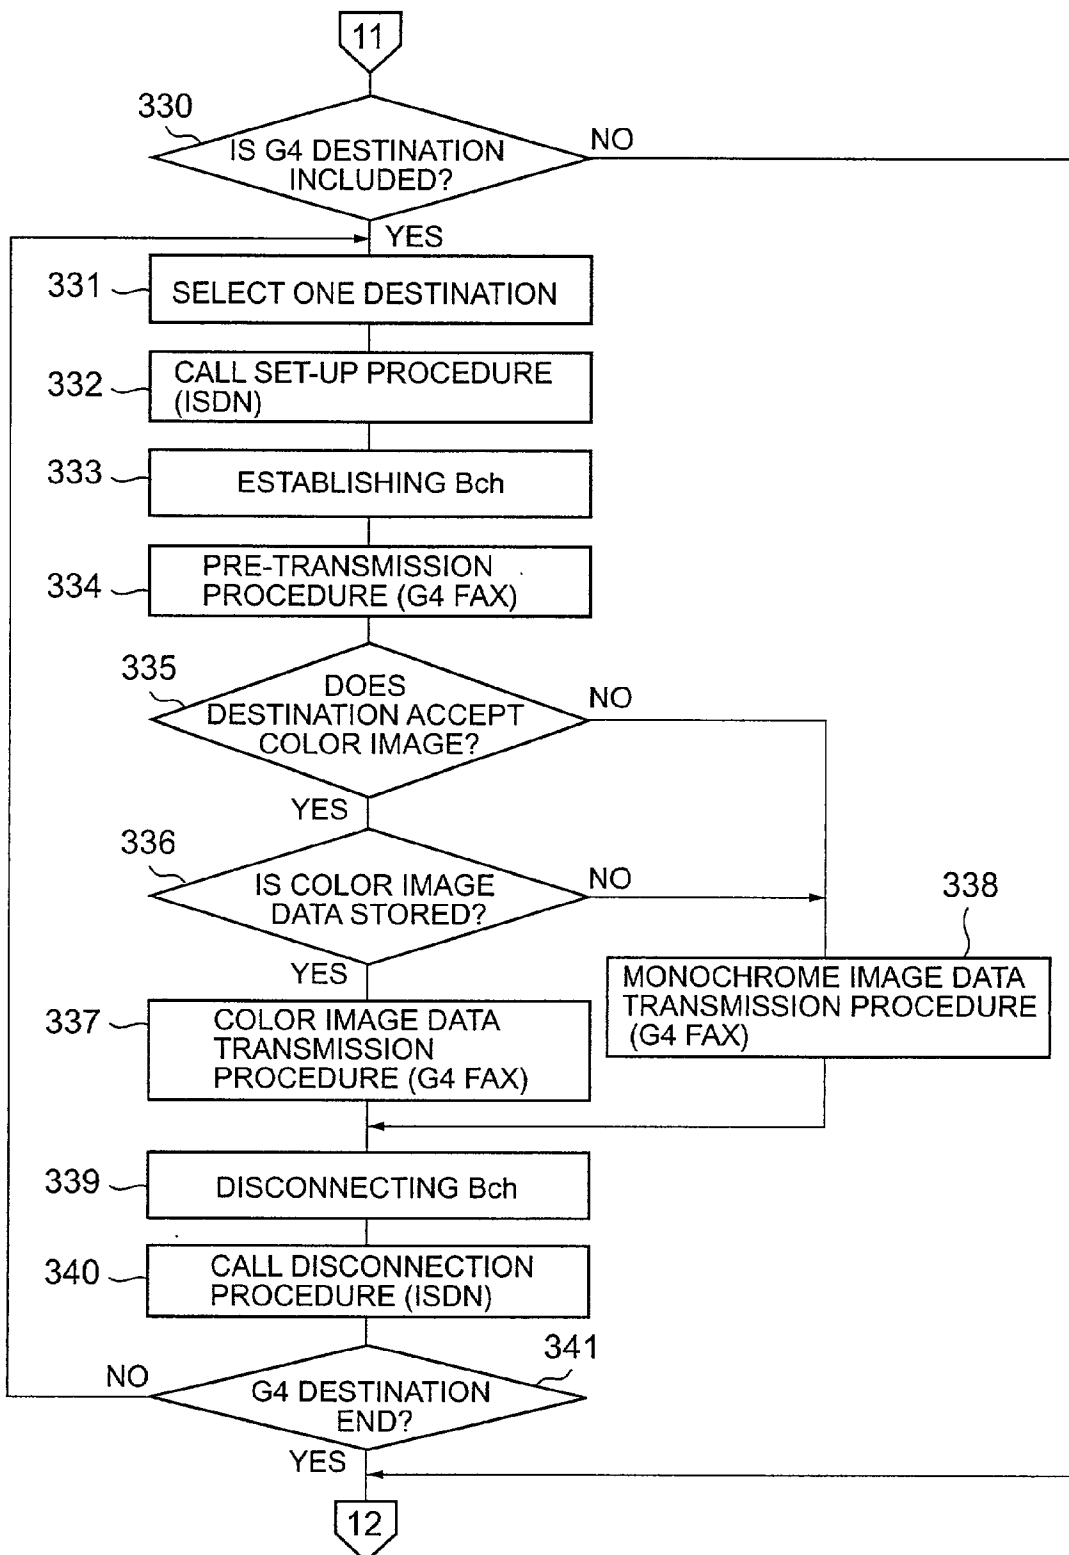 11
330
IS G4 DESTINATION
INCLUDED?
NO
YES
331
SELECT ONE DESTINATION
332
CALL SET-UP PROCEDURE
(ISDN)
333
ESTABLISHING Bch
334
PRE-TRANSMISSION
PROCEDURE (G4 FAX)
335
DOES
DESTINATION ACCEPT
COLOR IMAGE?
NO
YES
336
IS COLOR IMAGE
DATA STORED?
NO
YES
338
MONOCHROME IMAGE DATA
TRANSMISSION PROCEDURE
(G4 FAX)
337
COLOR IMAGE DATA
TRANSMISSION
PROCEDURE (G4 FAX)
339
DISCONNECTING Bch
340
CALL DISCONNECTION
PROCEDURE (ISDN)
341
NO
G4 DESTINATION
END?
YES
12